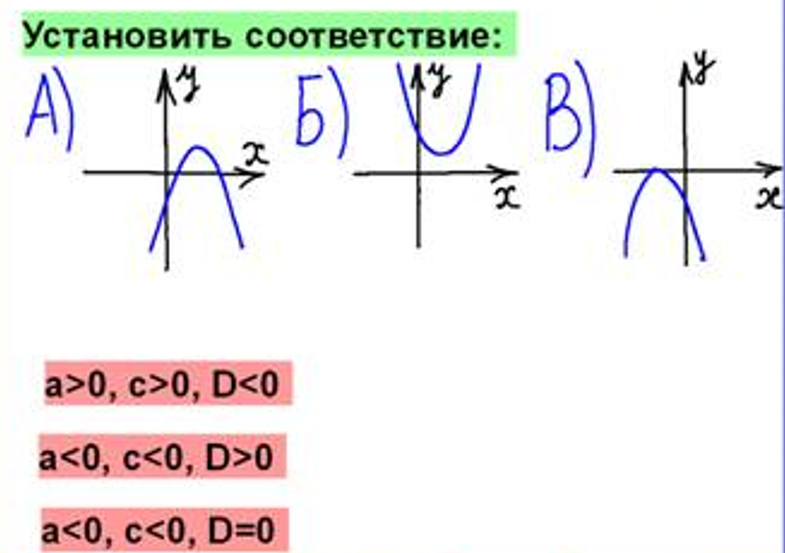 Установить соответствие:
А) y x
Б) y x
В) y x
a>0, c>0, D<0
a<0, c<0, D>0
a<0, c<0, D=0